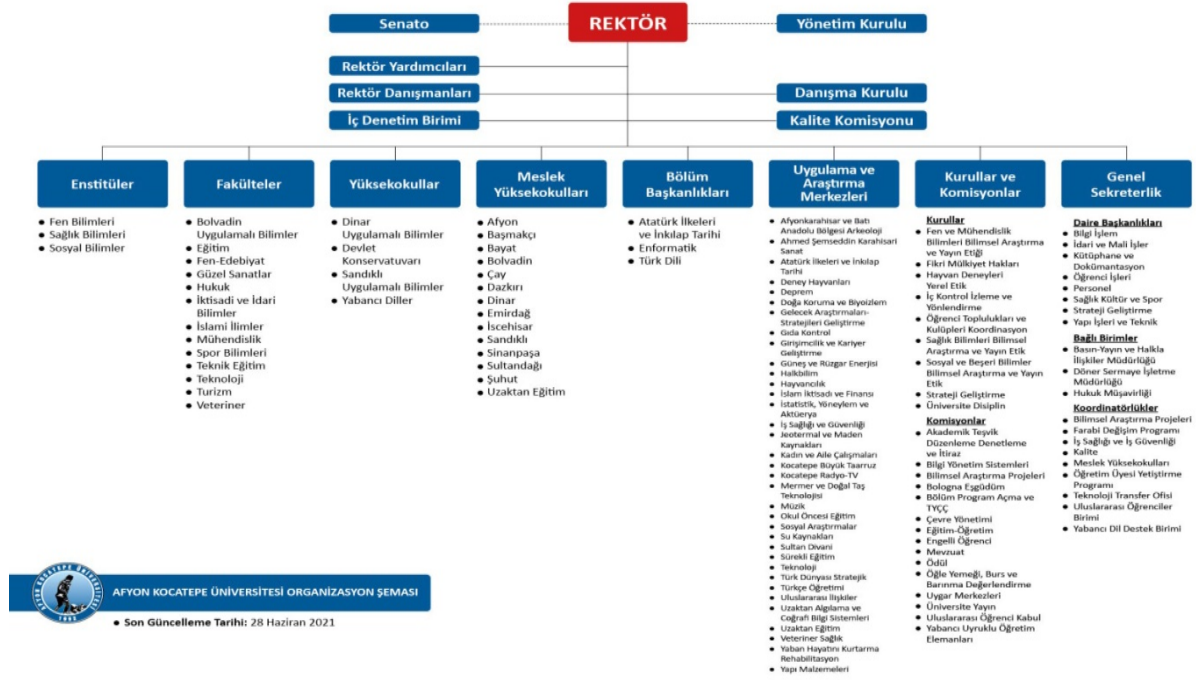 Senato
REKTÖR
Yönetim Kurulu
Rektör Yardımcıları
Rektör Danışmanları
Danışma Kurulu
İç Denetim Birimi
Kalite Komisyonu
Enstitüler
• Fen Bilimleri
• Sağlık Bilimleri
• Sosyal Bilimler
Fakülteler
• Bolvadin
Uygulamalı Bilimler
• Eğitim
• Fen-Edebiyat
• Güzel Sanatlar
• Hukuk
• İktisadi ve İdari
Bilimler
• İslami İlimler
• Mühendislik
• Spor Bilimleri
• Teknik Eğitim
• Teknoloji
• Turizm
• Veteriner
Yüksekokullar
• Dinar
Uygulamalı Bilimler
• Devlet
Konservatuvarı
• Sandıklı
Uygulamalı Bilimler
• Yabancı Diller
Meslek
Yüksekokulları
• Afyon
• Başmakçı
• Bayat
• Bolvadin
• Çay
• Dazkırı
• Dinar
• Emirdağ
• İscehisar
• Sandıklı
• Sinanpaşa
• Sultandağı
• Şuhut
• Uzaktan Eğitim
Bölüm
Başkanlıkları
• Atatürk İlkeleri
ve İnkılap Tarihi
• Enformatik
• Türk Dili
Uygulama ve
Araştırma
Merkezleri
• Afyonkarahisar ve Batı
Anadolu Bölgesi Arkeoloji
• Ahmed Şemseddin Karahisari
Sanat
• Atatürk İlkeleri ve İnkılap
Tarihi
• Deney Hayvanları
• Deprem
• Doğa Koruma ve Biyoizlem
• Gelecek Araştırmaları-
Stratejileri Geliştirme
• Gıda Kontrol
• Girişimcilik ve Kariyer
Geliştirme
• Güneş ve Rüzgar Enerjisi
• Halkbilim
• Hayvancılık
• İslam İktisadı ve Finansı
• İstatistik, Yöneylem ve
Aktüerya
• İş Sağlığı ve Güvenliği
• Jeotermal ve Maden
Kaynakları
• Kadın ve Aile Çalışmaları
• Kocatepe Büyük Taarruz
• Kocatepe Radyo-TV
• Mermer ve Doğal Taş
Teknolojisi
• Müzik
• Okul Öncesi Eğitim
• Sosyal Araştırmalar
• Su Kaynakları
• Sultan Divani
• Sürekli Eğitim
• Teknoloji
• Türk Dünyası Stratejik
• Türkçe Öğretimi
• Uluslararası İlişkiler
• Uzaktan Algılama ve
Coğrafi Bilgi Sistemleri
• Uzaktan Eğitim
• Veteriner Sağlık
• Yaban Hayatını Kurtarma
Rehabilitasyon
• Yapı Malzemeleri
Kurullar ve
Komisyonlar
Kurullar
• Fen ve Mühendislik
Bilimleri Bilimsel Araştırma
ve Yayın Etiği
• Fikri Mülkiyet Hakları
• Hayvan Deneyleri
Yerel Etik
• İç Kontrol İzleme ve
Yönlendirme
• Öğrenci Toplulukları ve
Kulüpleri Koordinasyon
• Sağlık Bilimleri Bilimsel
Araştırma ve Yayın Etik
• Sosyal ve Beşeri Bilimler
Bilimsel Araştırma ve Yayın
Etik
• Strateji Geliştirme
• Üniversite Disiplin
Komisyonlar
• Akademik Teşvik
Düzenleme Denetleme
ve İtiraz
• Bilgi Yönetim Sistemleri
• Bilimsel Araştırma Projeleri
• Bologna Eşgüdüm
• Bölüm Program Açma ve
TYÇÇ
• Çevre Yönetimi
• Eğitim-Öğretim
• Engelli Öğrenci
• Mevzuat
• Ödül
• Öğle Yemeği, Burs ve
Barınma Değerlendirme
• Uygar Merkezleri
• Üniversite Yayın
• Uluslararası Öğrenci Kabul
• Yabancı Uyruklu Öğretim
Elemanları
Genel
Sekreterlik
Daire Başkanlıkları
• Bilgi İşlem
• İdari ve Mali İşler
• Kütüphane ve
Dokümantasyon
• Öğrenci İşleri
• Personel
• Sağlık Kültür ve Spor
• Strateji Geliştirme
• Yapı İşleri ve Teknik
Bağlı Birimler
• Basın-Yayın ve Halkla
İlişkiler Müdürlüğü
• Döner Sermaye İşletme
Müdürlüğü
• Hukuk Müşavirliği
Koordinatörlükler
• Bilimsel Araştırma Projeleri
• Farabi Değişim Programı
• İş Sağlığı ve İş Güvenliği
• Kalite
• Meslek Yüksekokulları
• Öğretim Üyesi Yetiştirme
Programı
• Teknoloji Transfer Ofisi
• Uluslararası Öğrenciler
Birimi
• Yabancı Dil Destek Birimi
AFYON KOCATEPE ÜNİVERSİTESİ
1992
AFYON KOCATEPE ÜNİVERSİTESİ ORGANİZASYON ŞEMASI
• Son Güncelleme Tarihi: 28 Haziran 2021